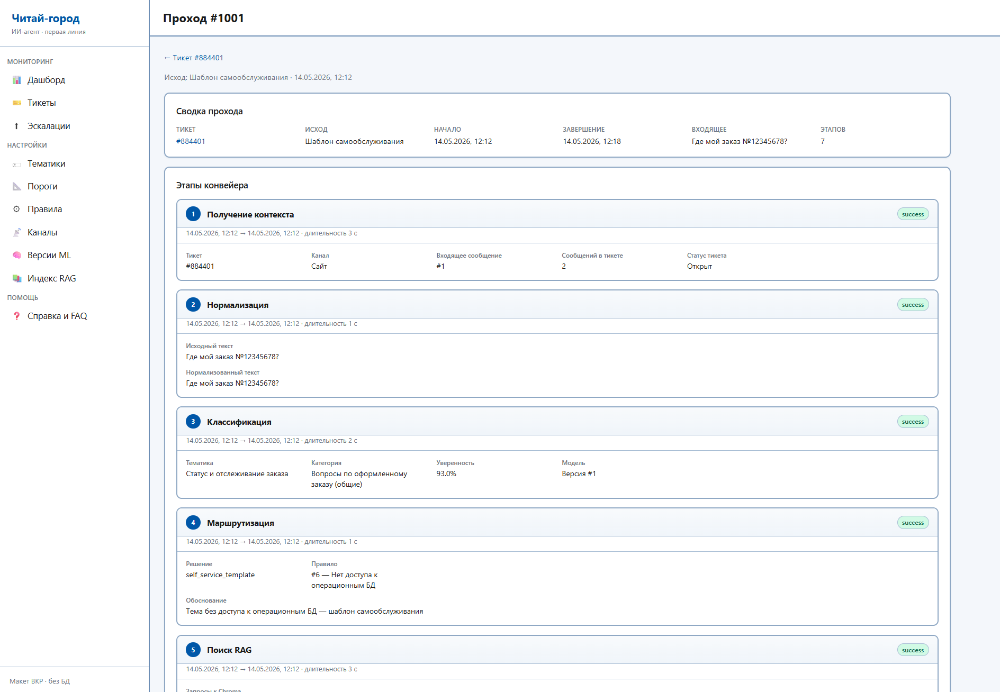 Читай-город
ИИ-агент · первая линия
МОНИТОРИНГ
Дашборд
Тикеты
Эскалации
НАСТРОЙКИ
Тематики
Пороги
Правила
Каналы
Версии ML
Индекс RAG
ПОМОЩЬ
Справка и FAQ
Макет ВКР · без БД
Проход #1001
← Тикет #884401
Исход: Шаблон самообслуживания · 14.05.2026, 12:12
Сводка прохода
ТИКЕТ ИСХОД НАЧАЛО ЗАВЕРШЕНИЕ ВХОДЯЩЕЕ ЭТАПОВ
#884401 Шаблон самообслуживания 14.05.2026, 12:12 14.05.2026, 12:18 Где мой заказ №12345678? 7
Этапы конвейера
1 Получение контекста success
14.05.2026, 12:12 → 14.05.2026, 12:12 · длительность 3 с
Тикет Канал Входящее сообщение Сообщений в тикете Статус тикета
#884401 Сайт #1 2 Открыт
2 Нормализация success
14.05.2026, 12:12 → 14.05.2026, 12:12 · длительность 1 с
Исходный текст
Где мой заказ №12345678?
Нормализованный текст
Где мой заказ №12345678?
3 Классификация success
14.05.2026, 12:12 → 14.05.2026, 12:12 · длительность 2 с
Тематика Категория Уверенность Модель
Статус и отслеживание заказа Вопросы по оформленному 93.0% Версия #1
заказу (общие)
4 Маршрутизация success
14.05.2026, 12:12 → 14.05.2026, 12:12 · длительность 1 с
Решение Правило
self_service_template #6 — Нет доступа к
операционным БД
Обоснование
Тема без доступа к операционным БД — шаблон самообслуживания
5 Поиск RAG success
14.05.2026, 12:12 → 14.05.2026, 12:12 · длительность 3 с
Запросы к Chroma